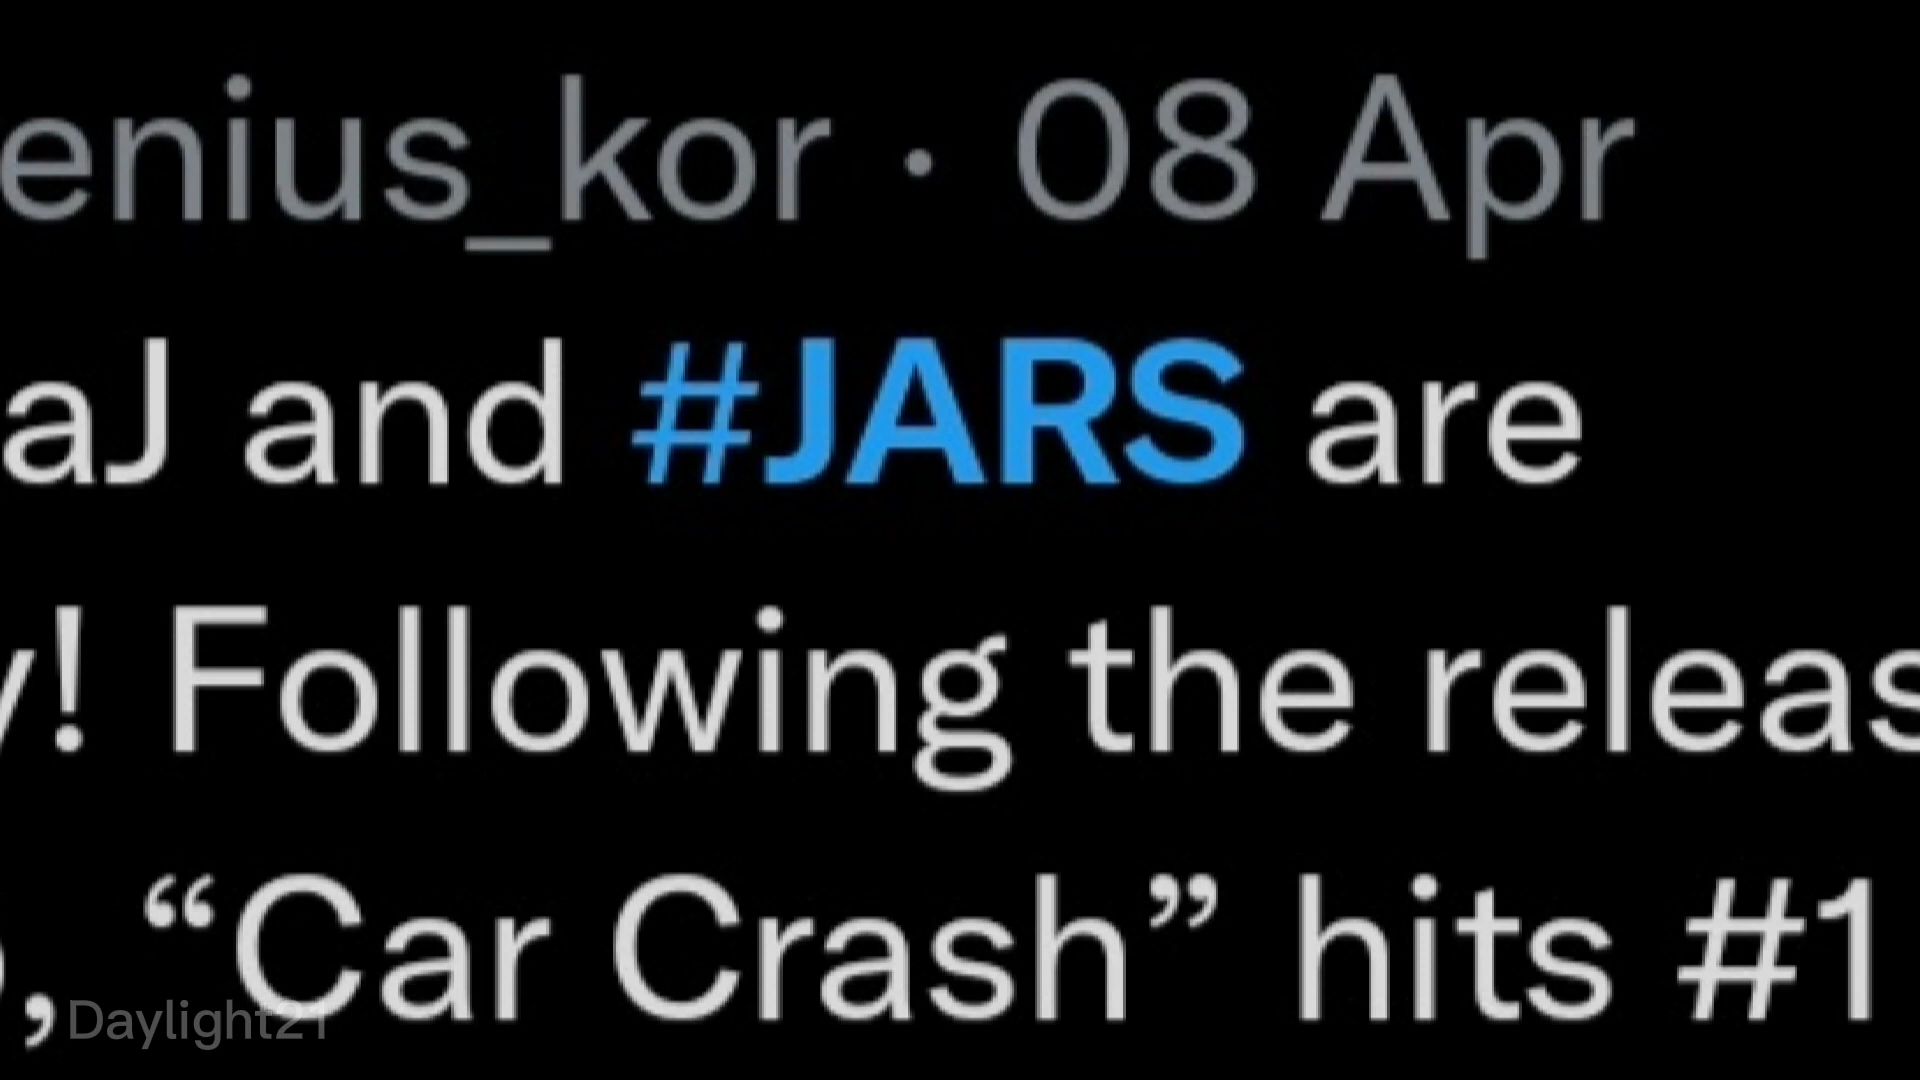 enius_kor · 08 Apr
aJ and #JARS are
y! Following the releas
, “Car Crash” hits #1
Daylight21